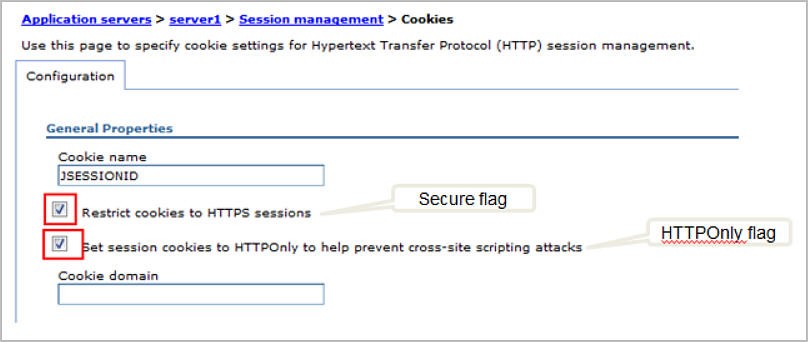 Application servers > server1 > Session management > Cookies
Use this page to specify cookie settings for Hypertext Transfer Protocol (HTTP) session management.
Configuration
General Properties
Cookie name
JSESSIONID
Restrict cookies to HTTPS sessions
Secure flag
Set session cookies to HTTPOnly to help prevent cross-site scripting attacks
HTTPOnly flag
Cookie domain